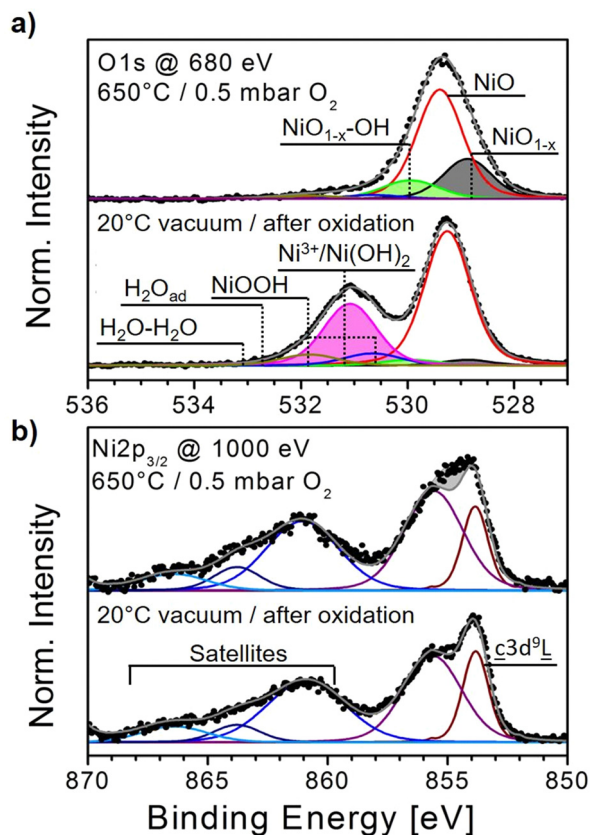 a)
O1s @ 680 eV
650°C / 0.5 mbar O₂
NiO
NiO₁₋ₓ-OH
NiO₁₋ₓ
20°C vacuum / after oxidation
Ni³⁺/Ni(OH)₂
NiOOH
H₂Oad
H₂O-H₂O
Norm. Intensity
536 534 532 530 528
b)
Ni2p₃/₂ @ 1000 eV
650°C / 0.5 mbar O₂
20°C vacuum / after oxidation
Satellites
c3d⁹L
Norm. Intensity
870 865 860 855 850
Binding Energy [eV]